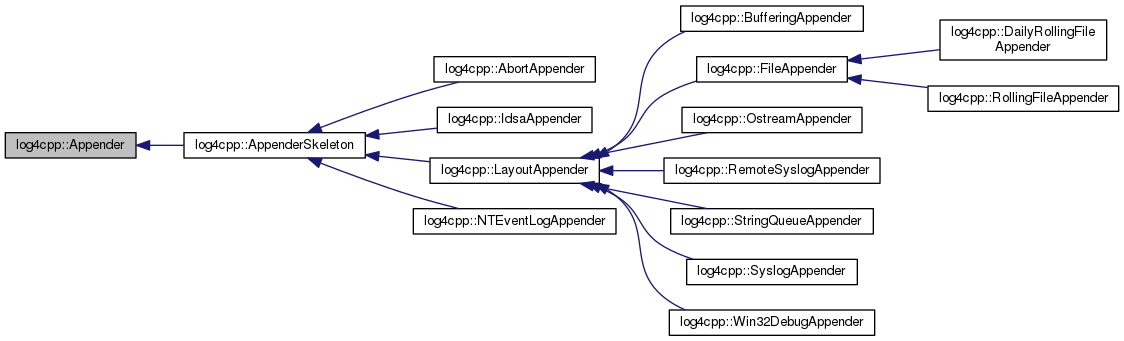 log4cpp::Appender
log4cpp::AppenderSkeleton
log4cpp::AbortAppender
log4cpp::IdsaAppender
log4cpp::LayoutAppender
log4cpp::NTEventLogAppender
log4cpp::BufferingAppender
log4cpp::FileAppender
log4cpp::OstreamAppender
log4cpp::RemoteSyslogAppender
log4cpp::StringQueueAppender
log4cpp::SyslogAppender
log4cpp::Win32DebugAppender
log4cpp::DailyRollingFile
Appender
log4cpp::RollingFileAppender